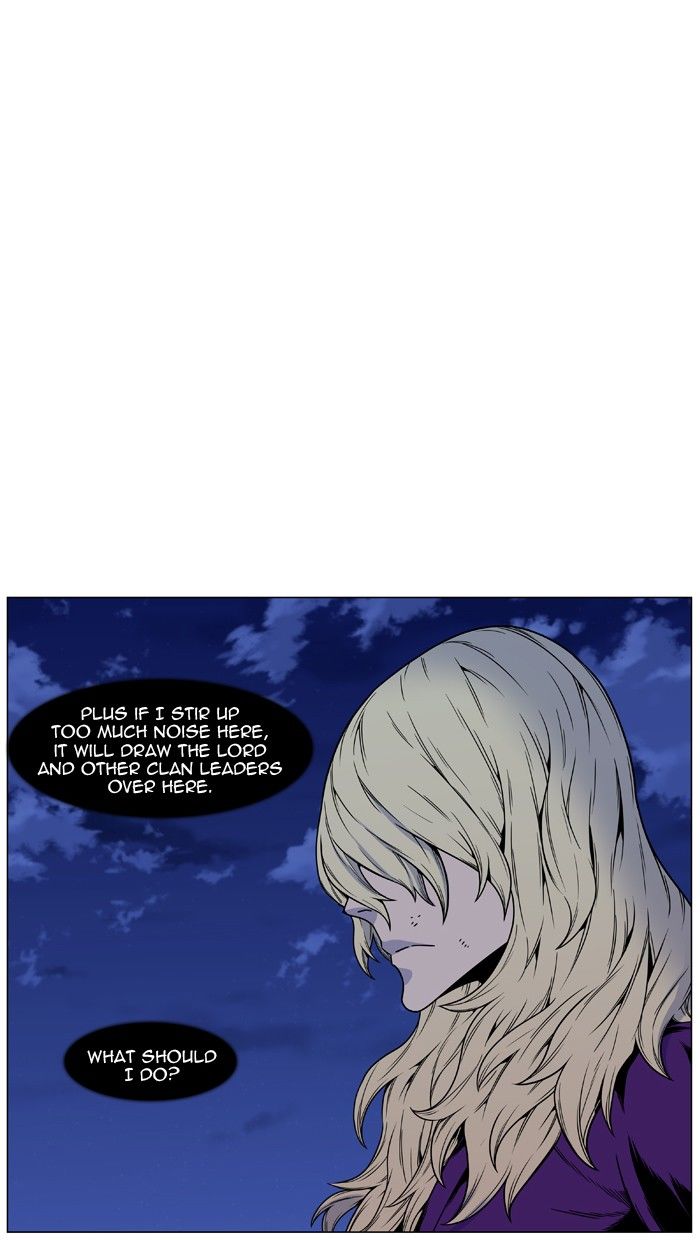 PLUS IF I STIR UP
TOO MUCH NOISE HERE,
IT WILL DRAW THE LORD
AND OTHER CLAN LEADERS
OVER HERE.
WHAT SHOULD
I DO?